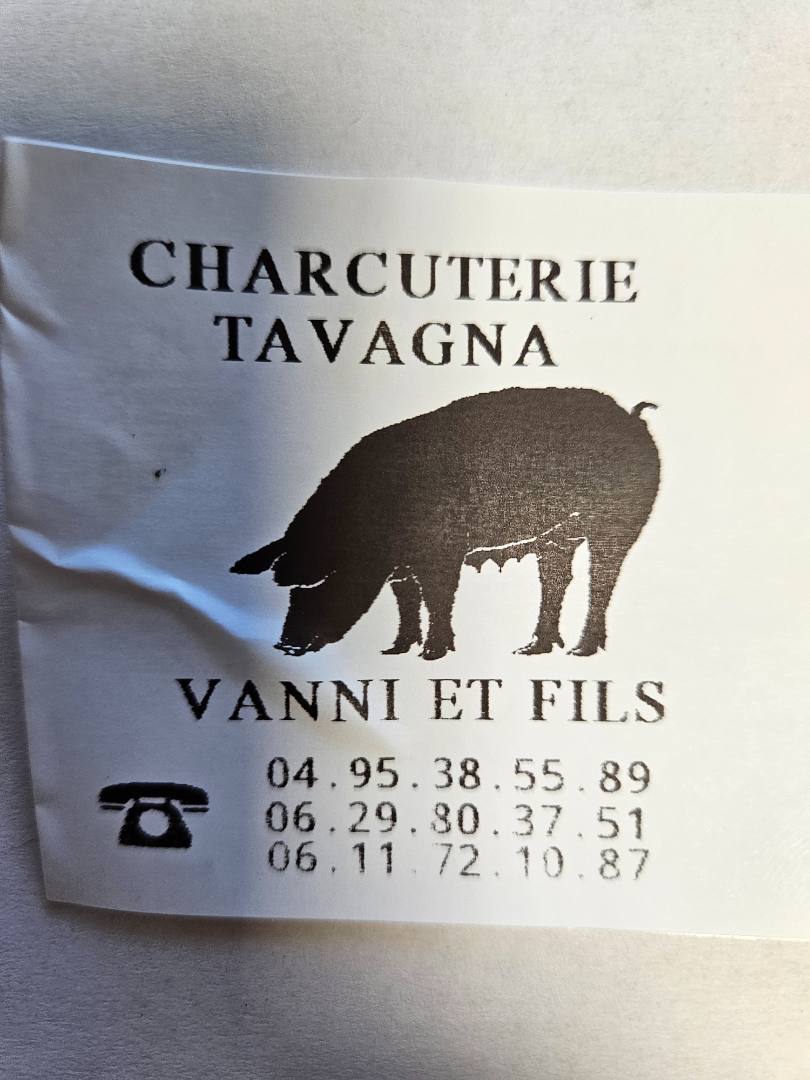 CHARCUTERIE
TAVAGNA
VANNI ET FILS
04.95.38.55.89
06.29.80.37.51
06.11.72.10.87